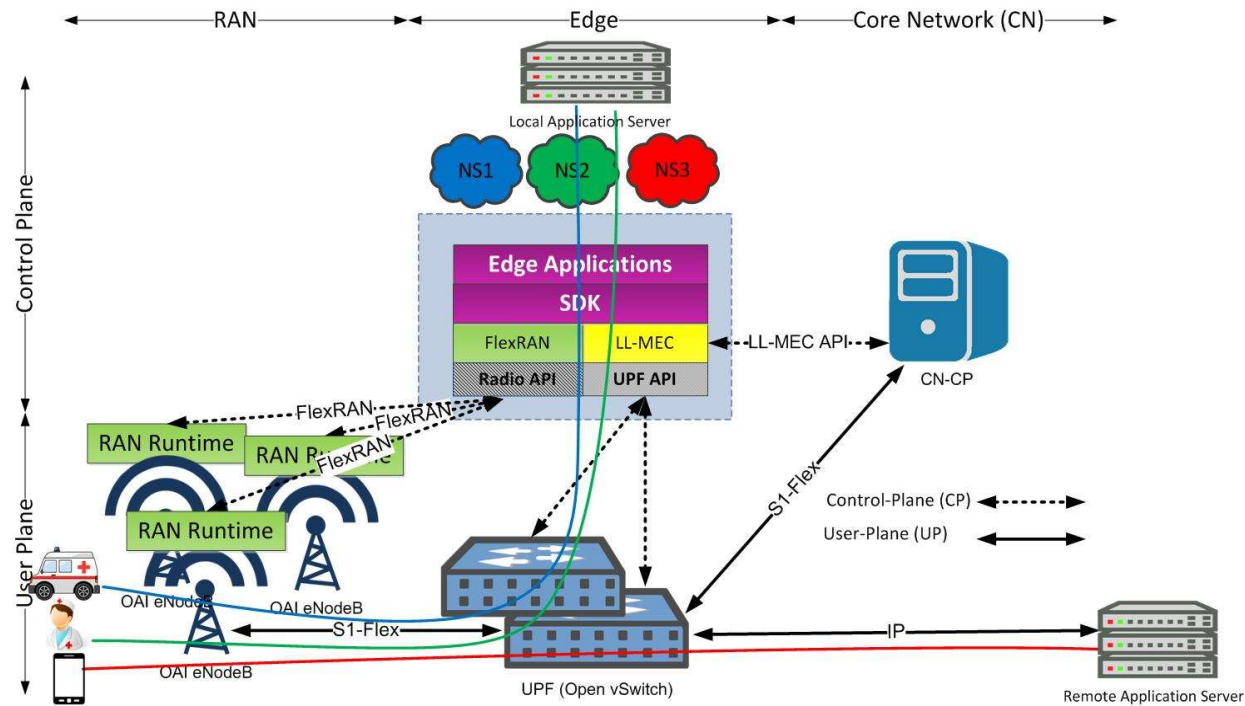 RAN
Edge
Core Network (CN)
Local Application Server
NS1
NS2
NS3
Control Plane
Edge Applications
SDK
FlexRAN
LL-MEC
LL-MEC API
Radio API
UPF API
CN-CP
FlexRAN
FlexRAN
FlexRAN
RAN Runtime
RAN Runtime
RAN Runtime
User Plane
S1-Flex
Control-Plane (CP)
User-Plane (UP)
OAI eNodeB
OAI eNodeB
S1-Flex
IP
OAI eNodeB
UPF (Open vSwitch)
Remote Application Server